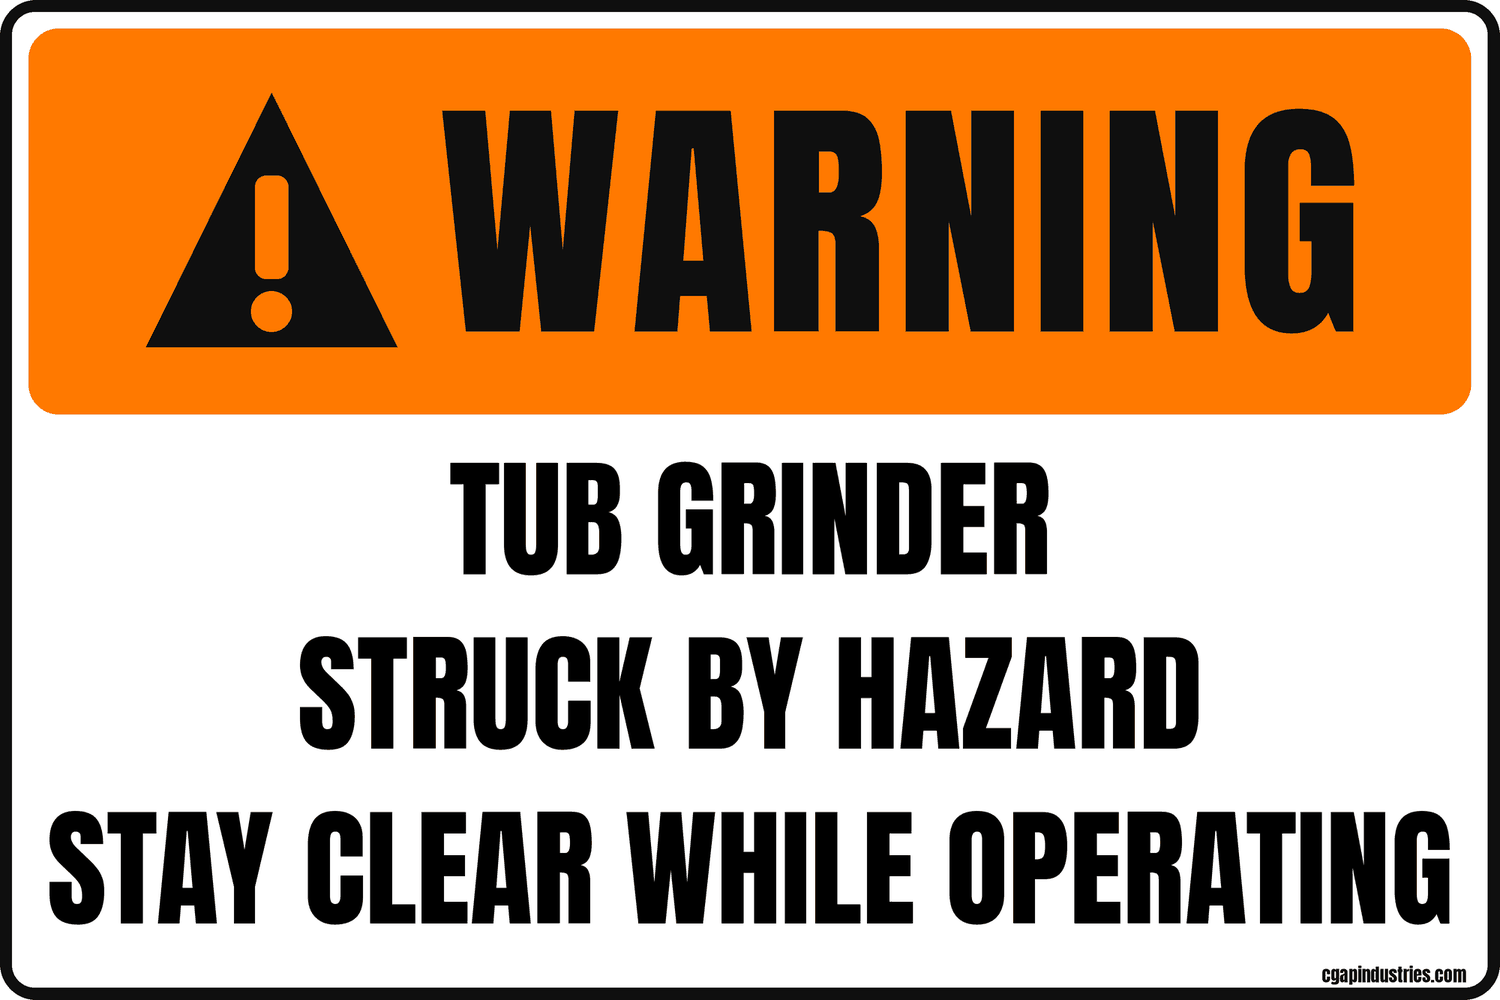 WARNING
TUB GRINDER
STRUCK BY HAZARD
STAY CLEAR WHILE OPERATING
cgapindustries.com